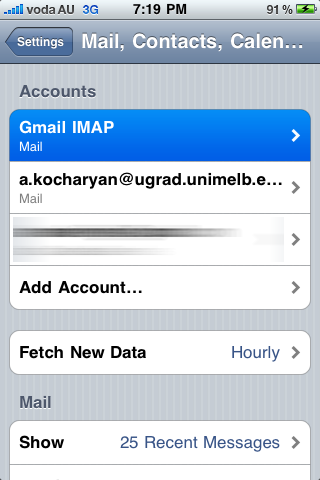 voda AU 3G 7:19 PM 91 %
Settings Mail, Contacts, Calen...
Accounts
Gmail IMAP
Mail
a.kocharyan@ugrad.unimelb.e...
Mail
Add Account...
Fetch New Data Hourly
Mail
Show 25 Recent Messages